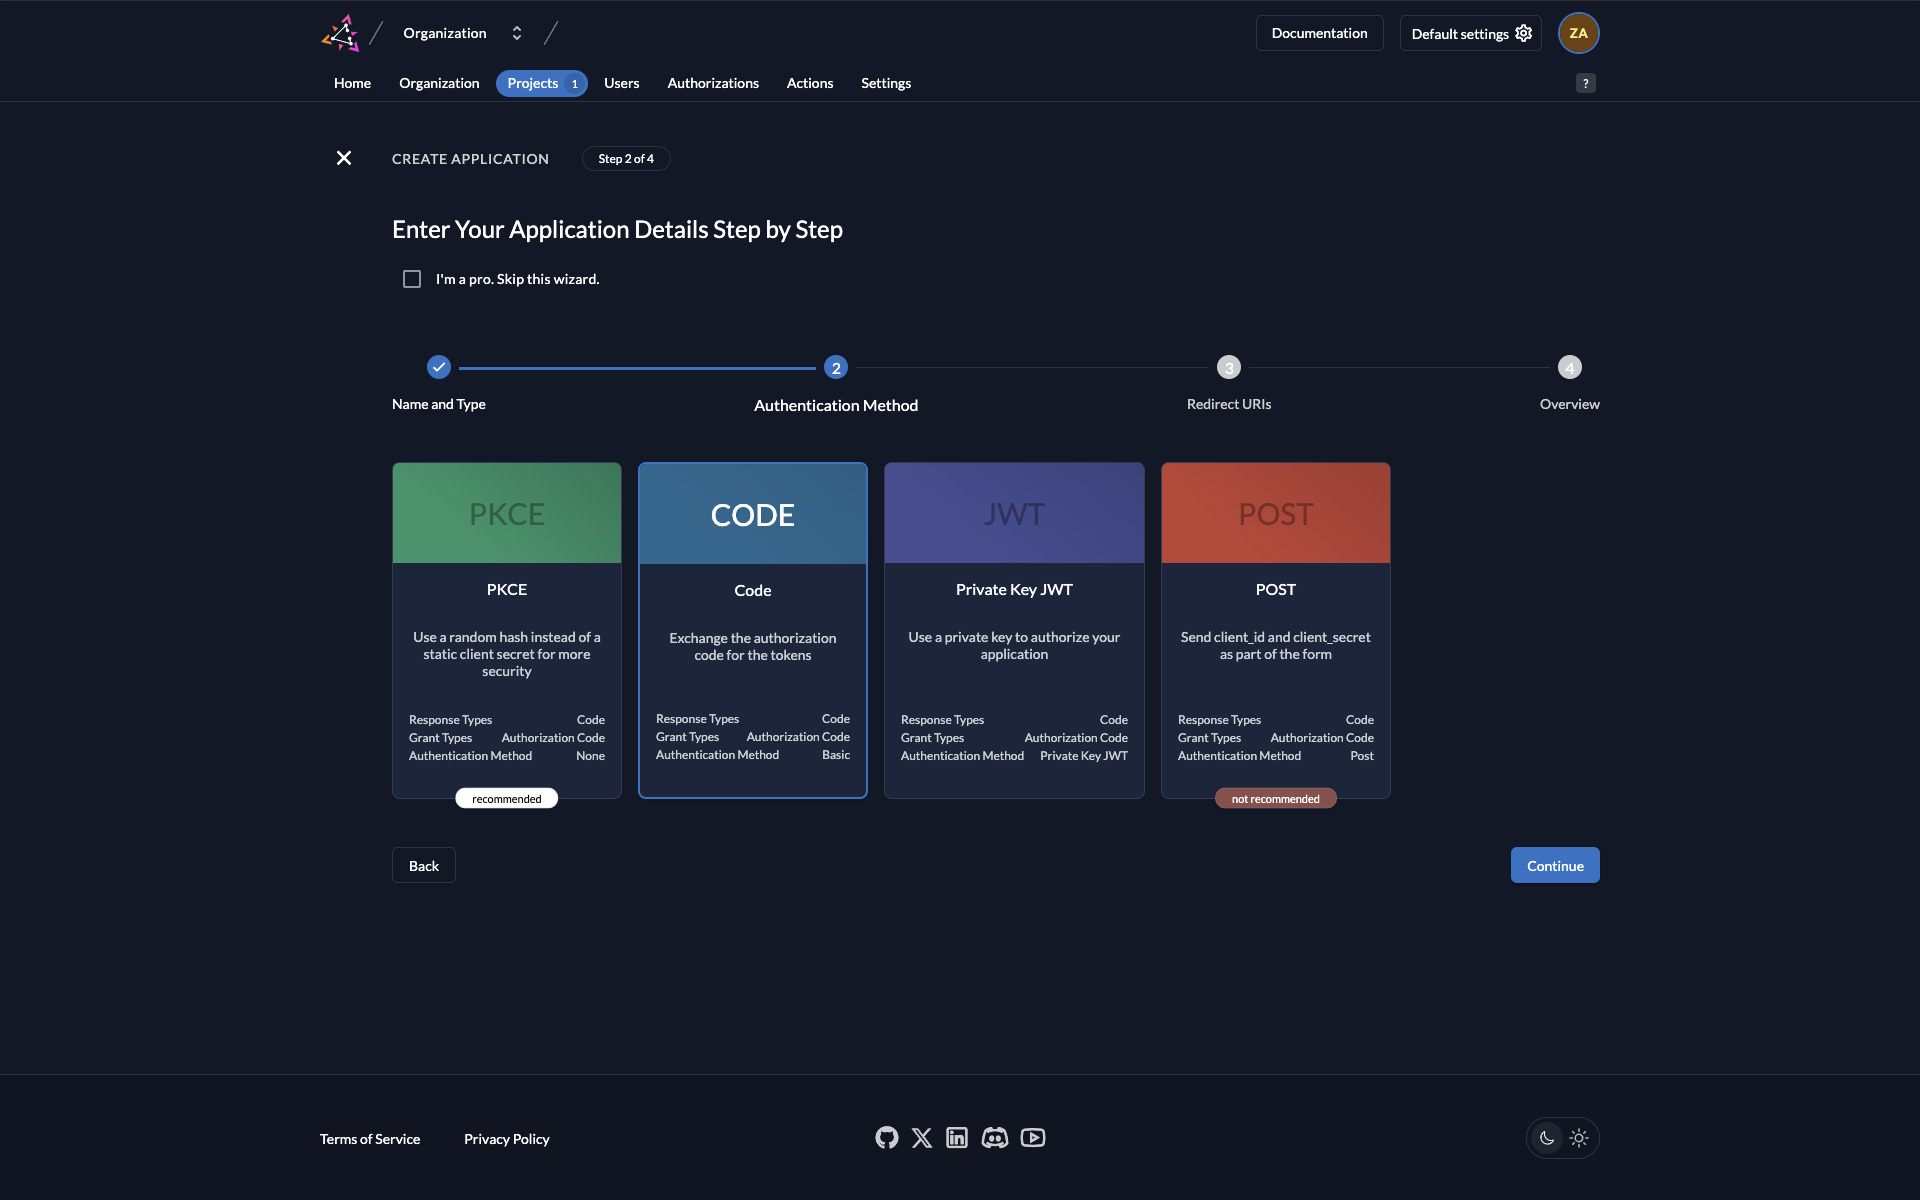 Organization
Documentation
Default settings
ZA
Home
Organization
Projects 1
Users
Authorizations
Actions
Settings
?
CREATE APPLICATION
Step 2 of 4
Enter Your Application Details Step by Step
I'm a pro. Skip this wizard.
2
3
4
Name and Type
Authentication Method
Redirect URIs
Overview
PKCE
PKCE
Use a random hash instead of a
static client secret for more
security
Response Types Code
Grant Types Authorization Code
Authentication Method None
recommended
CODE
Code
Exchange the authorization
code for the tokens
Response Types Code
Grant Types Authorization Code
Authentication Method Basic
JWT
Private Key JWT
Use a private key to authorize your
application
Response Types Code
Grant Types Authorization Code
Authentication Method Private Key JWT
POST
POST
Send client_id and client_secret
as part of the form
Response Types Code
Grant Types Authorization Code
Authentication Method Post
not recommended
Back
Continue
Terms of Service
Privacy Policy